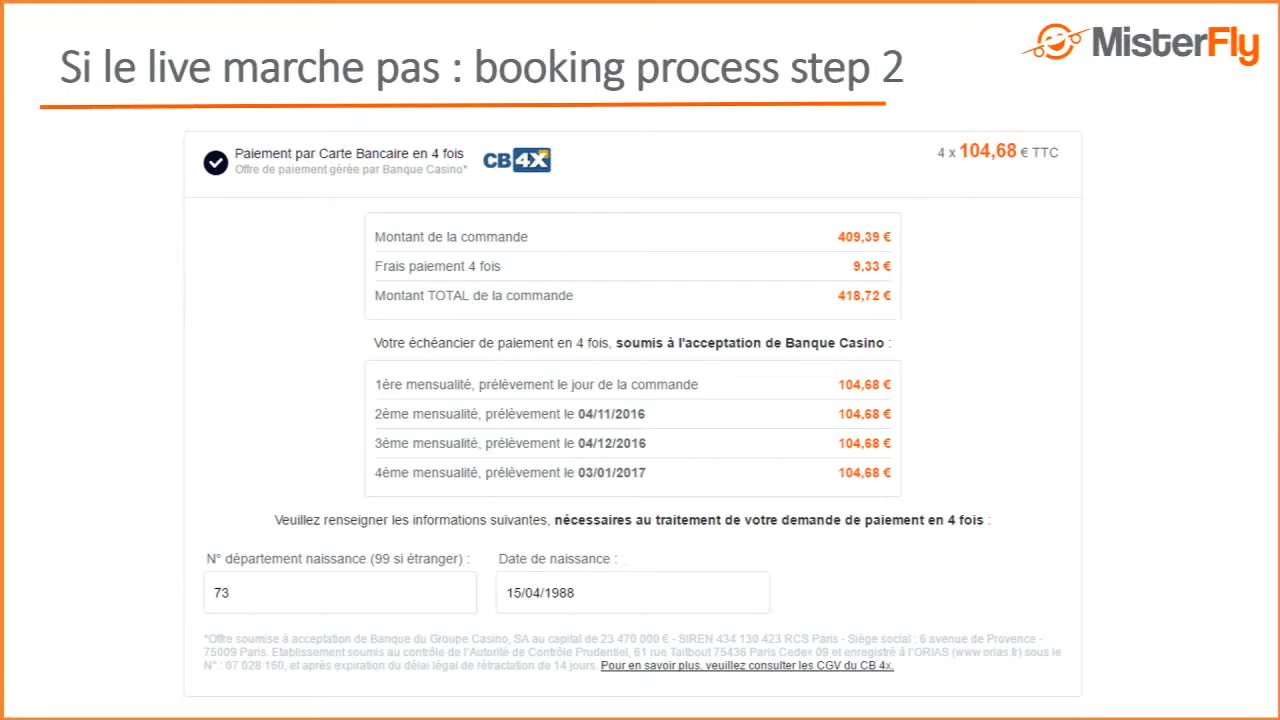 Si le live marche pas : booking process step 2
MisterFly
Paiement par Carte Bancaire en 4 fois
Offre de paiement gérée par Banque Casino*
CB4X
4 x 104,68 € TTC
Montant de la commande 409,39 €
Frais paiement 4 fois 9,33 €
Montant TOTAL de la commande 418,72 €
Votre échéancier de paiement en 4 fois, soumis à l'acceptation de Banque Casino :
1ère mensualité, prélèvement le jour de la commande 104,68 €
2ème mensualité, prélèvement le 04/11/2016 104,68 €
3ème mensualité, prélèvement le 04/12/2016 104,68 €
4ème mensualité, prélèvement le 03/01/2017 104,68 €
Veuillez renseigner les informations suivantes, nécessaires au traitement de votre demande de paiement en 4 fois :
N° département naissance (99 si étranger) : Date de naissance :
73 15/04/1988
*Offre soumise à acceptation de Banque du Groupe Casino, SA au capital de 23 470 000 € - SIREN 434 130 423 RCS Paris - Siège social : 6 avenue de Provence -
75009 Paris. Etablissement soumis au contrôle de l'Autorité de Contrôle Prudentiel, 61 rue Taitbout 75436 Paris Cedex 09 et enregistré à l'ORIAS (www.orias.fr) sous le
N° : 07 028 160, et après expiration du délai légal de rétractation de 14 jours. Pour en savoir plus, veuillez consulter les CGV du CB 4x.